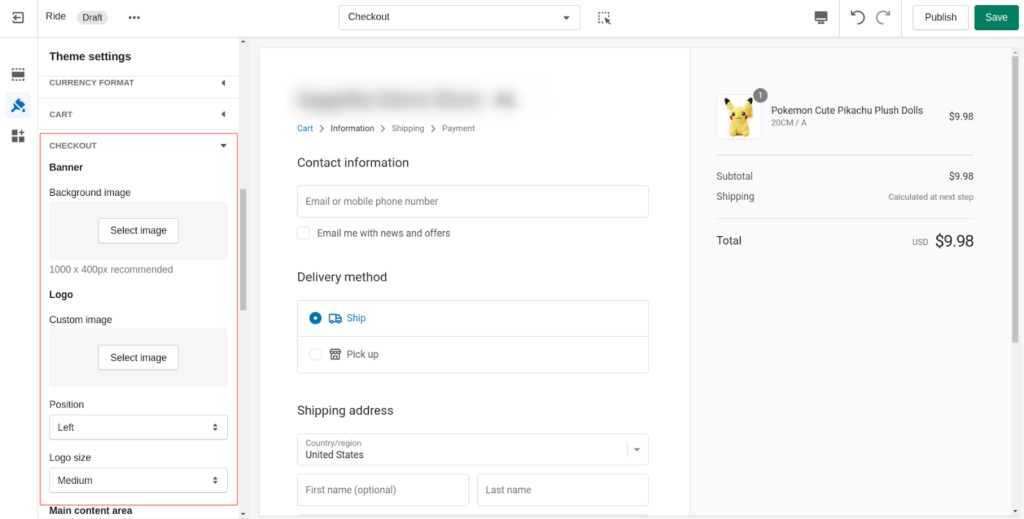 Ride
Draft
Checkout
Publish
Save
Theme settings
CURRENCY FORMAT
CART
CHECKOUT
Banner
Background image
Select image
1000 x 400px recommended
Logo
Custom image
Select image
Position
Left
Logo size
Medium
Main content area
Cart > Information > Shipping > Payment
Contact information
Email or mobile phone number
Email me with news and offers
Delivery method
Ship
Pick up
Shipping address
Country/region
United States
First name (optional)
Last name
1
Pokemon Cute Pikachu Plush Dolls
20CM / A
$9.98
Subtotal
$9.98
Shipping
Calculated at next step
Total
USD $9.98